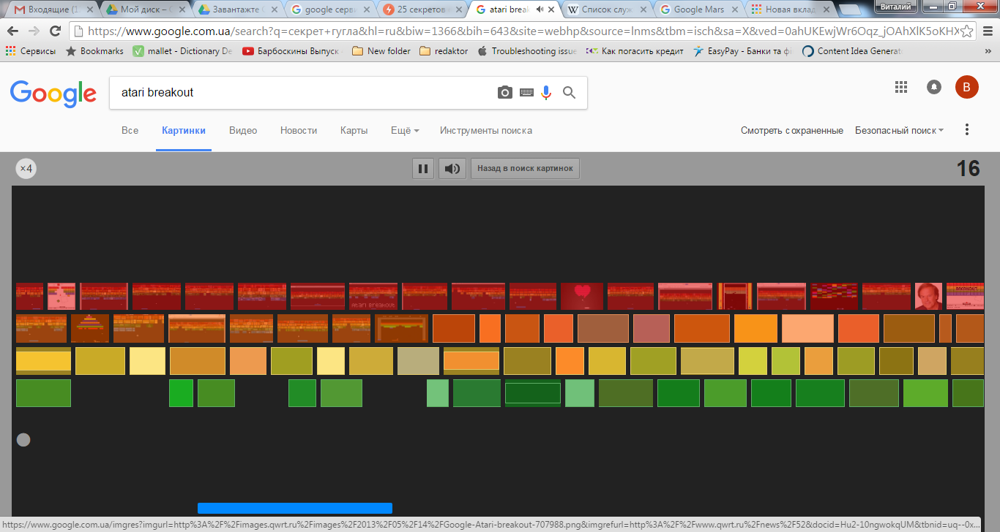 Входящие (1
Мой диск – G
Завантажте G
google серви
25 секретов
atari break
Список служ
Google Mars
Новая вклад
Виталий
https://www.google.com.ua/search?q=секрет+гугла&hl=ru&biw=1366&bih=643&site=webhp&source=lnms&tbm=isch&sa=X&ved=0ahUKEwjWr6Oqz_jOAhXlK5oKHX
Сервисы
Bookmarks
mallet - Dictionary De
Барбоскины Выпуск
New folder
redaktor
Troubleshooting issue
Как погасить кредит
EasyPay - Банки та фі
Content Idea Generat
»
Google
atari breakout
В
Все
Картинки
Видео
Новости
Карты
Ещё
Инструменты поиска
Смотреть сохраненные
Безопасный поиск
×4
Назад в поиск картинок
16
Atari Breakout
BREAKOUT
https://www.google.com.ua/imgres?imgurl=http%3A%2F%2Fimages.qwrt.ru%2Fimages%2F2013%2F05%2F14%2FGoogle-Atari-breakout-707988.png&imgrefurl=http%3A%2F%2Fwww.qwrt.ru%2Fnews%2F52&docid=Hu2-10ngwokqUM&tbnid=uq--0x...